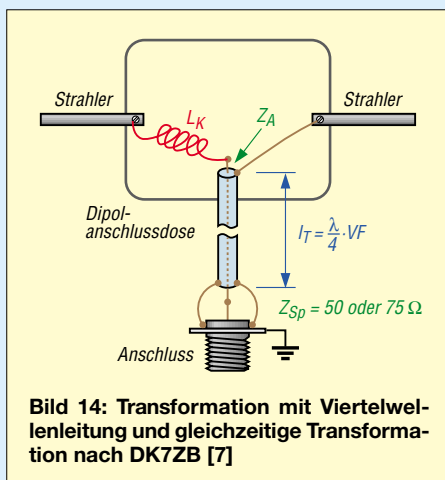 Strahler
Strahler
L_K
Z_A
Dipol-
anschlussdose
l_T = λ/4 · VF
Z_Sp = 50 oder 75 Ω
Anschluss
Bild 14: Transformation mit Viertelwel-
lenleitung und gleichzeitige Transforma-
tion nach DK7ZB [7]